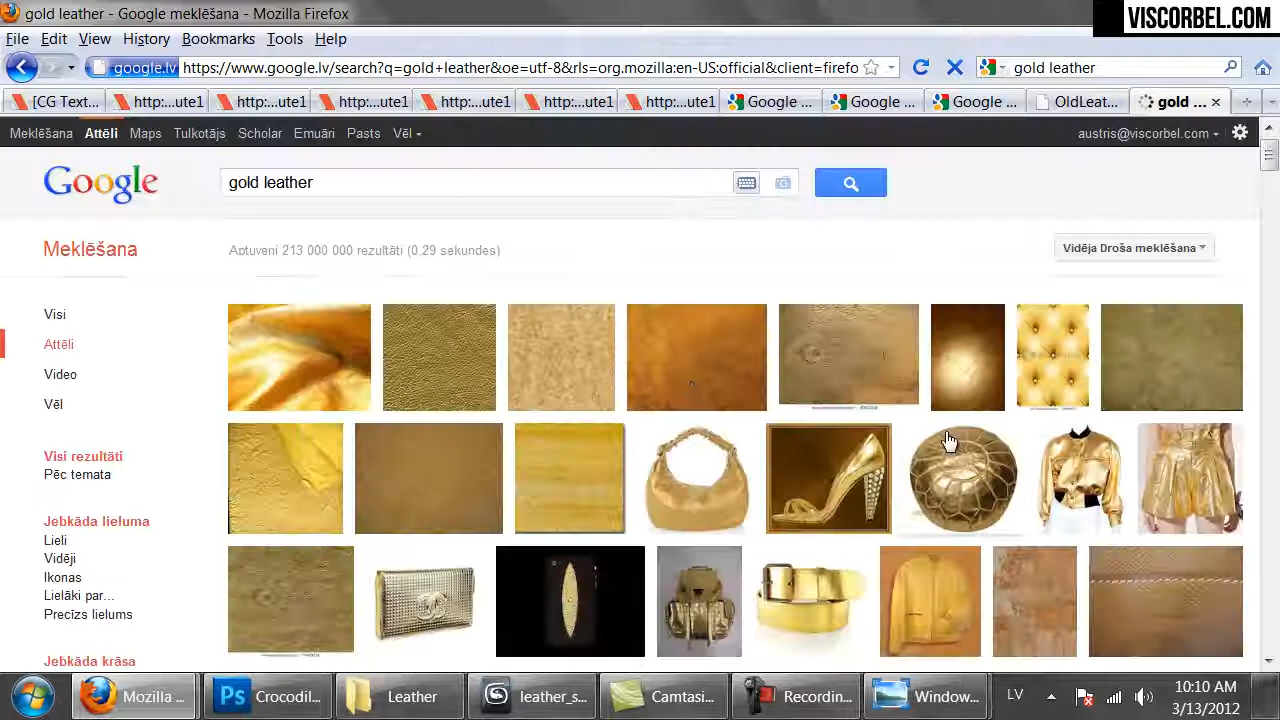 gold leather - Google meklēšana - Mozilla Firefox
VISCORBEL.COM
File Edit View History Bookmarks Tools Help
google.lv https://www.google.lv/search?q=gold+leather&oe=utf-8&rls=org.mozilla:en-US:official&client=firefo
gold leather
[CG Text... http:...ute1 http:...ute1 http:...ute1 http:...ute1 http:...ute1 http:...ute1 Google ... Google ... Google ... OldLeat... gold ...
Meklēšana Attēli Maps Tulkotājs Scholar Emuāri Pasts Vēl
austris@viscorbel.com
Google
gold leather
Meklēšana
Aptuveni 213 000 000 rezultāti (0,29 sekundes)
Vidēja Droša meklēšana
Visi
Attēli
Video
Vēl
Visi rezultāti
Pēc temata
Jebkāda lieluma
Lieli
Vidēji
Ikonas
Lielāki par...
Precīzs lielums
Jebkāda krāsa
Mozilla ...
Ps
Crocodil...
Leather
leather_s...
Camtasi...
Recordin...
Window...
LV
10:10 AM
3/13/2012